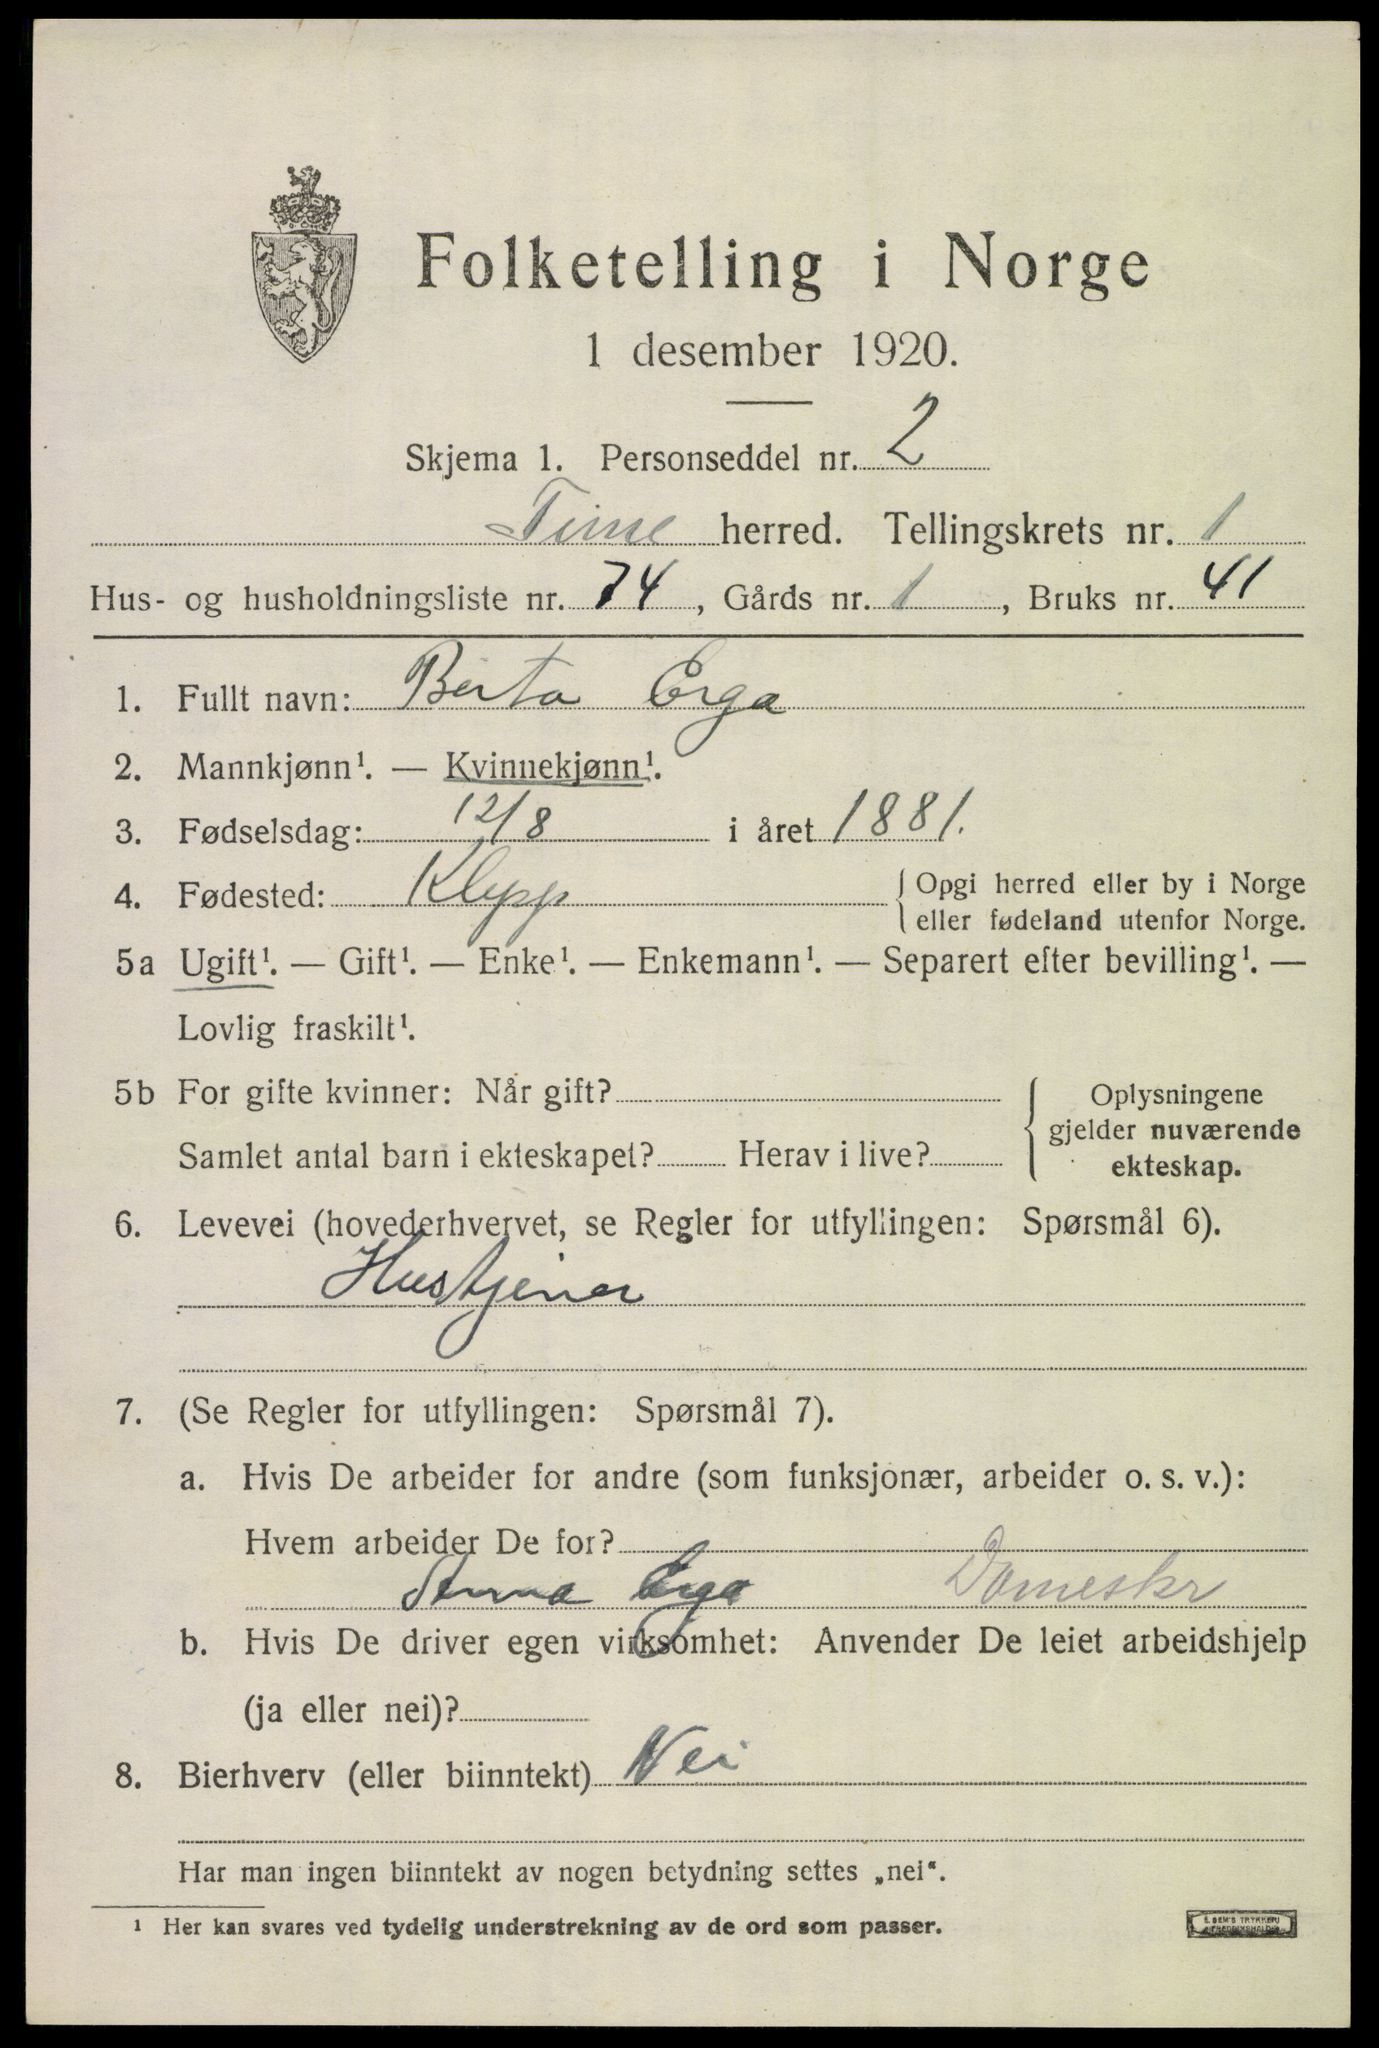 Folketelling i Norge
1 desember 1920.
Skjema 1. Personseddel nr. 2
Time herred. Tellingskrets nr. 1
Hus- og husholdningsliste nr. 74, Gårds nr. 1, Bruks nr. 41
1. Fullt navn: Berta Erga
2. Mannkjønn¹. — Kvinnekjønn¹.
3. Fødselsdag: 12/8 i året 1881.
4. Fødested: Klepp { Opgi herred eller by i Norge
eller fødeland utenfor Norge.
5a Ugift¹. — Gift¹. — Enke¹. — Enkemann¹. — Separert efter bevilling¹. —
Lovlig fraskilt¹.
5b For gifte kvinner: Når gift?
Samlet antal barn i ekteskapet? Herav i live?
{ Oplysningene
gjelder nuværende
ekteskap.
6. Levevei (hovederhvervet, se Regler for utfyllingen: Spørsmål 6).
Hustjener
7. (Se Regler for utfyllingen: Spørsmål 7).
a. Hvis De arbeider for andre (som funksjonær, arbeider o. s. v.):
Hvem arbeider De for?
Anna Erga Domeskr
b. Hvis De driver egen virksomhet: Anvender De leiet arbeidshjelp
(ja eller nei)?
8. Bierhverv (eller biinntekt) Nei
Har man ingen biinntekt av nogen betydning settes „nei“.
¹ Her kan svares ved tydelig understrekning av de ord som passer.
E. SEM'S TRYKKERI
FREDRIKSHALD